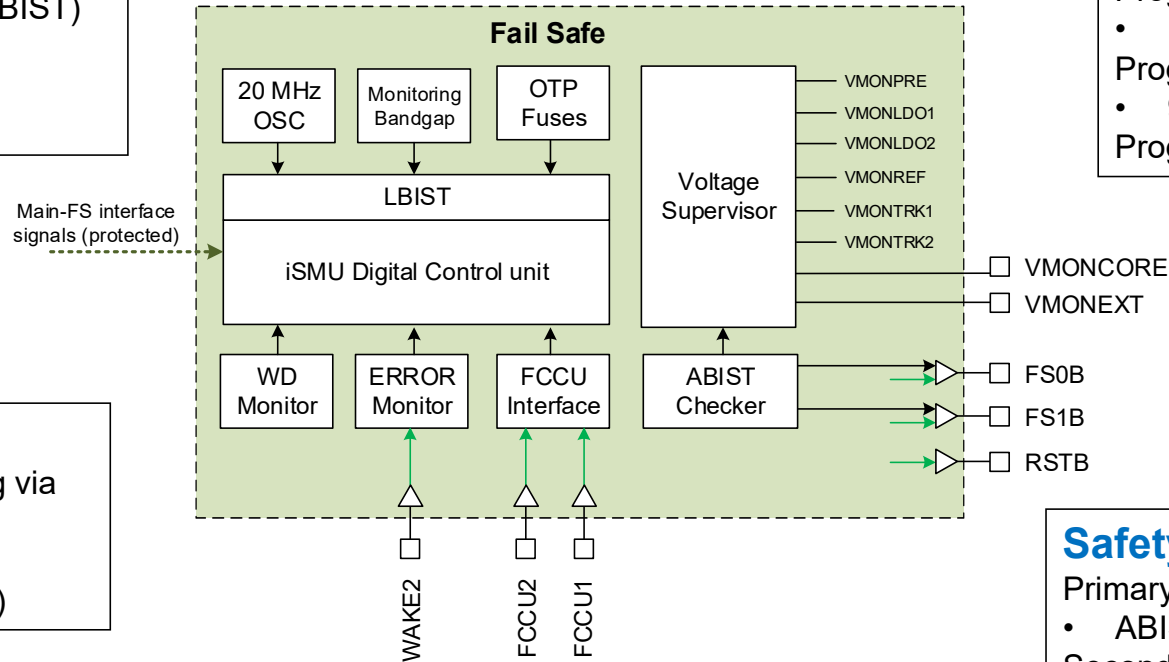 BIST)
Fail Safe
20 MHz
OSC
Monitoring
Bandgap
OTP
Fuses
LBIST
iSMU Digital Control unit
Main-FS interface
signals (protected)
Voltage
Supervisor
VMONPRE
VMONLDO1
VMONLDO2
VMONREF
VMONTRK1
VMONTRK2
VMONCORE
VMONEXT
WD
Monitor
ERROR
Monitor
FCCU
Interface
ABIST
Checker
FS0B
FS1B
RSTB
WAKE2
FCCU2
FCCU1
g via
)
•
Prog
•
Prog
Safety
Primary
• ABI